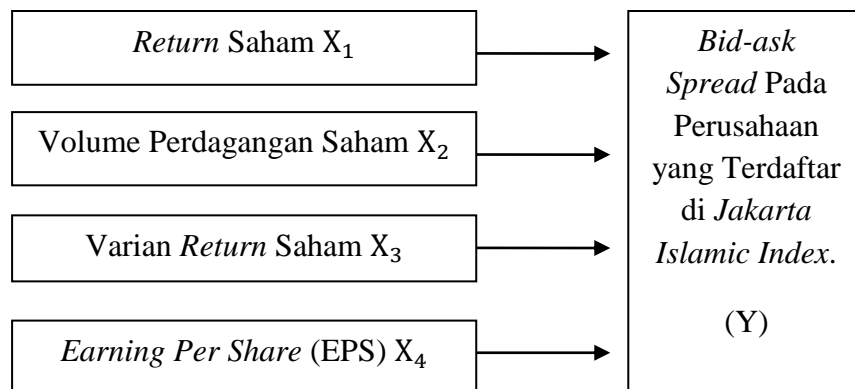 Return Saham X₁
Volume Perdagangan Saham X₂
Varian Return Saham X₃
Earning Per Share (EPS) X₄
Bid-ask
Spread Pada
Perusahaan
yang Terdaftar
di Jakarta
Islamic Index.
(Y)